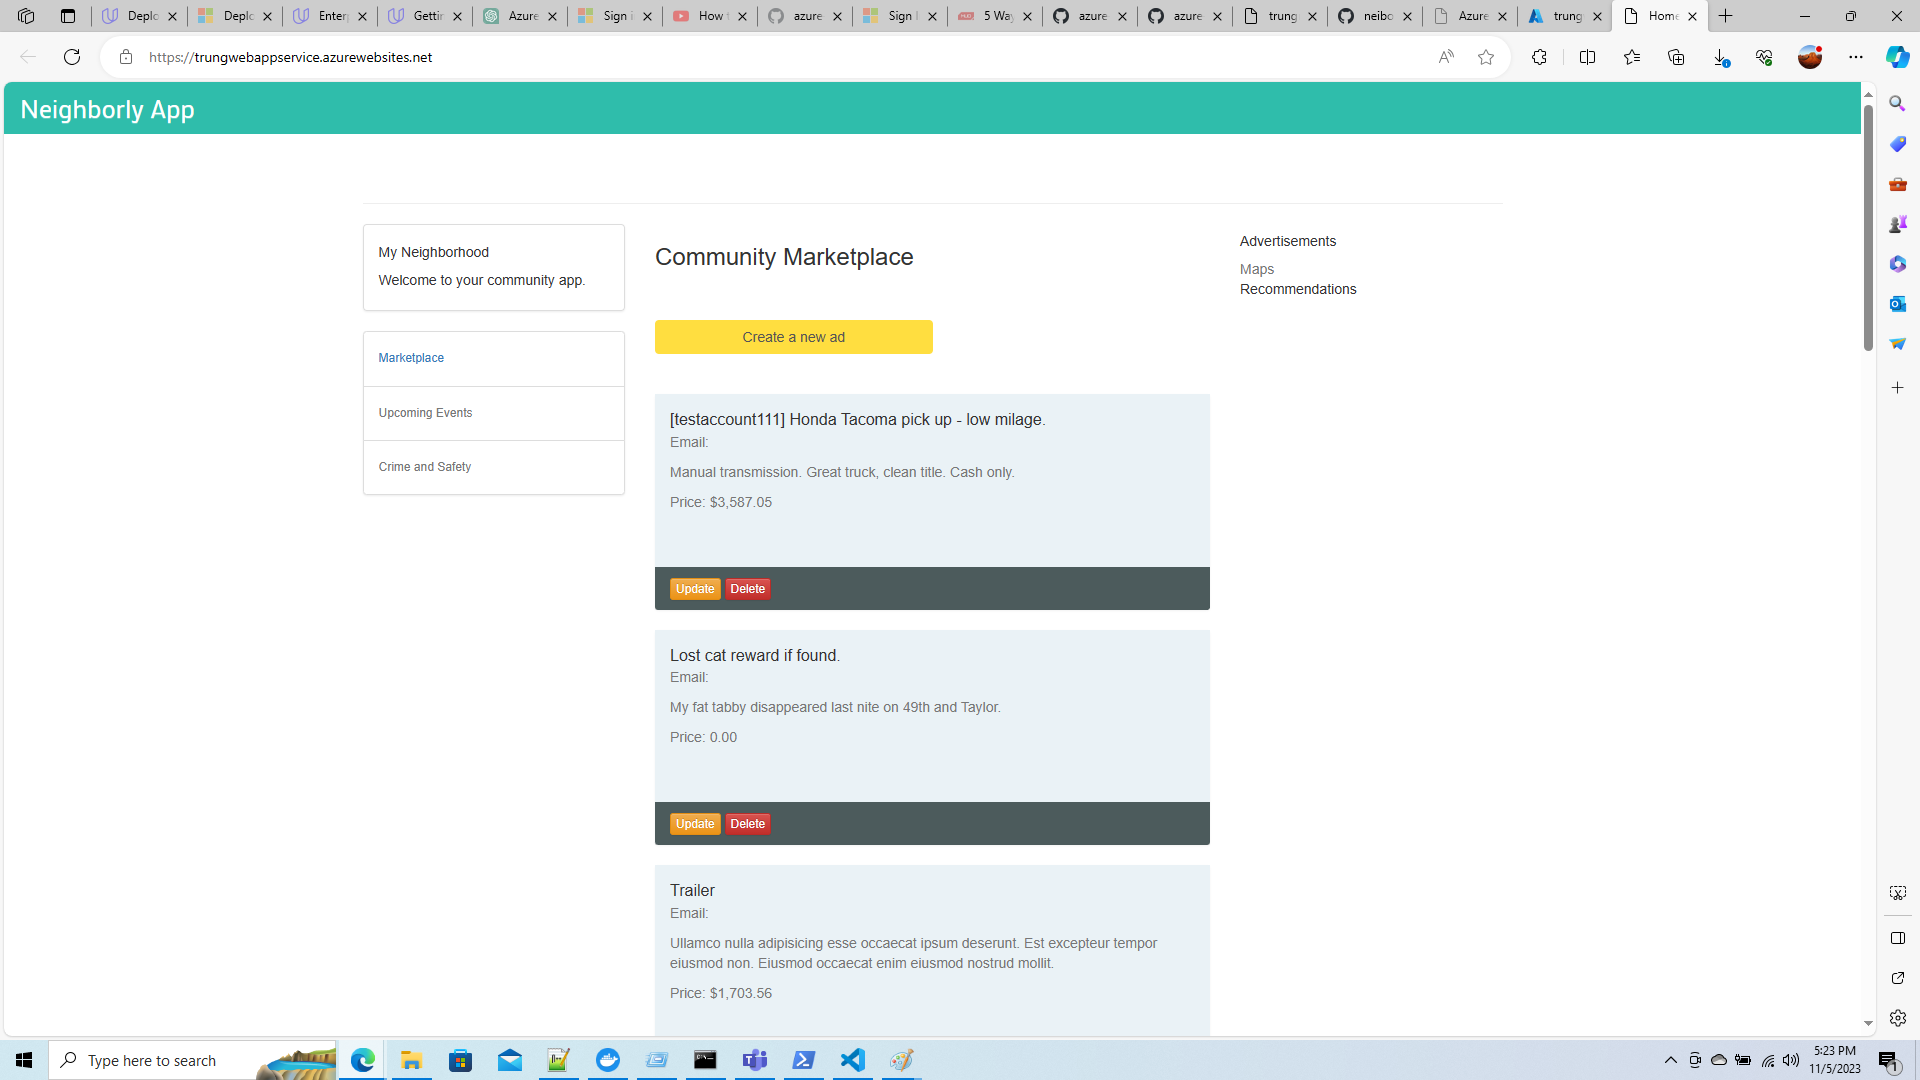 Deplo
Deplo
Enterp
Gettin
Azure
Sign i
How t
azure
Sign I
5 Way
azure
azure
trung
neibo
Azure
trung
Home
https://trungwebappservice.azurewebsites.net
Neighborly App
My Neighborhood
Welcome to your community app.
Marketplace
Upcoming Events
Crime and Safety
Community Marketplace
Create a new ad
[testaccount111] Honda Tacoma pick up - low milage.
Email:
Manual transmission. Great truck, clean title. Cash only.
Price: $3,587.05
Update Delete
Lost cat reward if found.
Email:
My fat tabby disappeared last nite on 49th and Taylor.
Price: 0.00
Update Delete
Trailer
Email:
Ullamco nulla adipisicing esse occaecat ipsum deserunt. Est excepteur tempor
eiusmod non. Eiusmod occaecat enim eiusmod nostrud mollit.
Price: $1,703.56
Advertisements
Maps
Recommendations
Type here to search
5:23 PM
11/5/2023
1